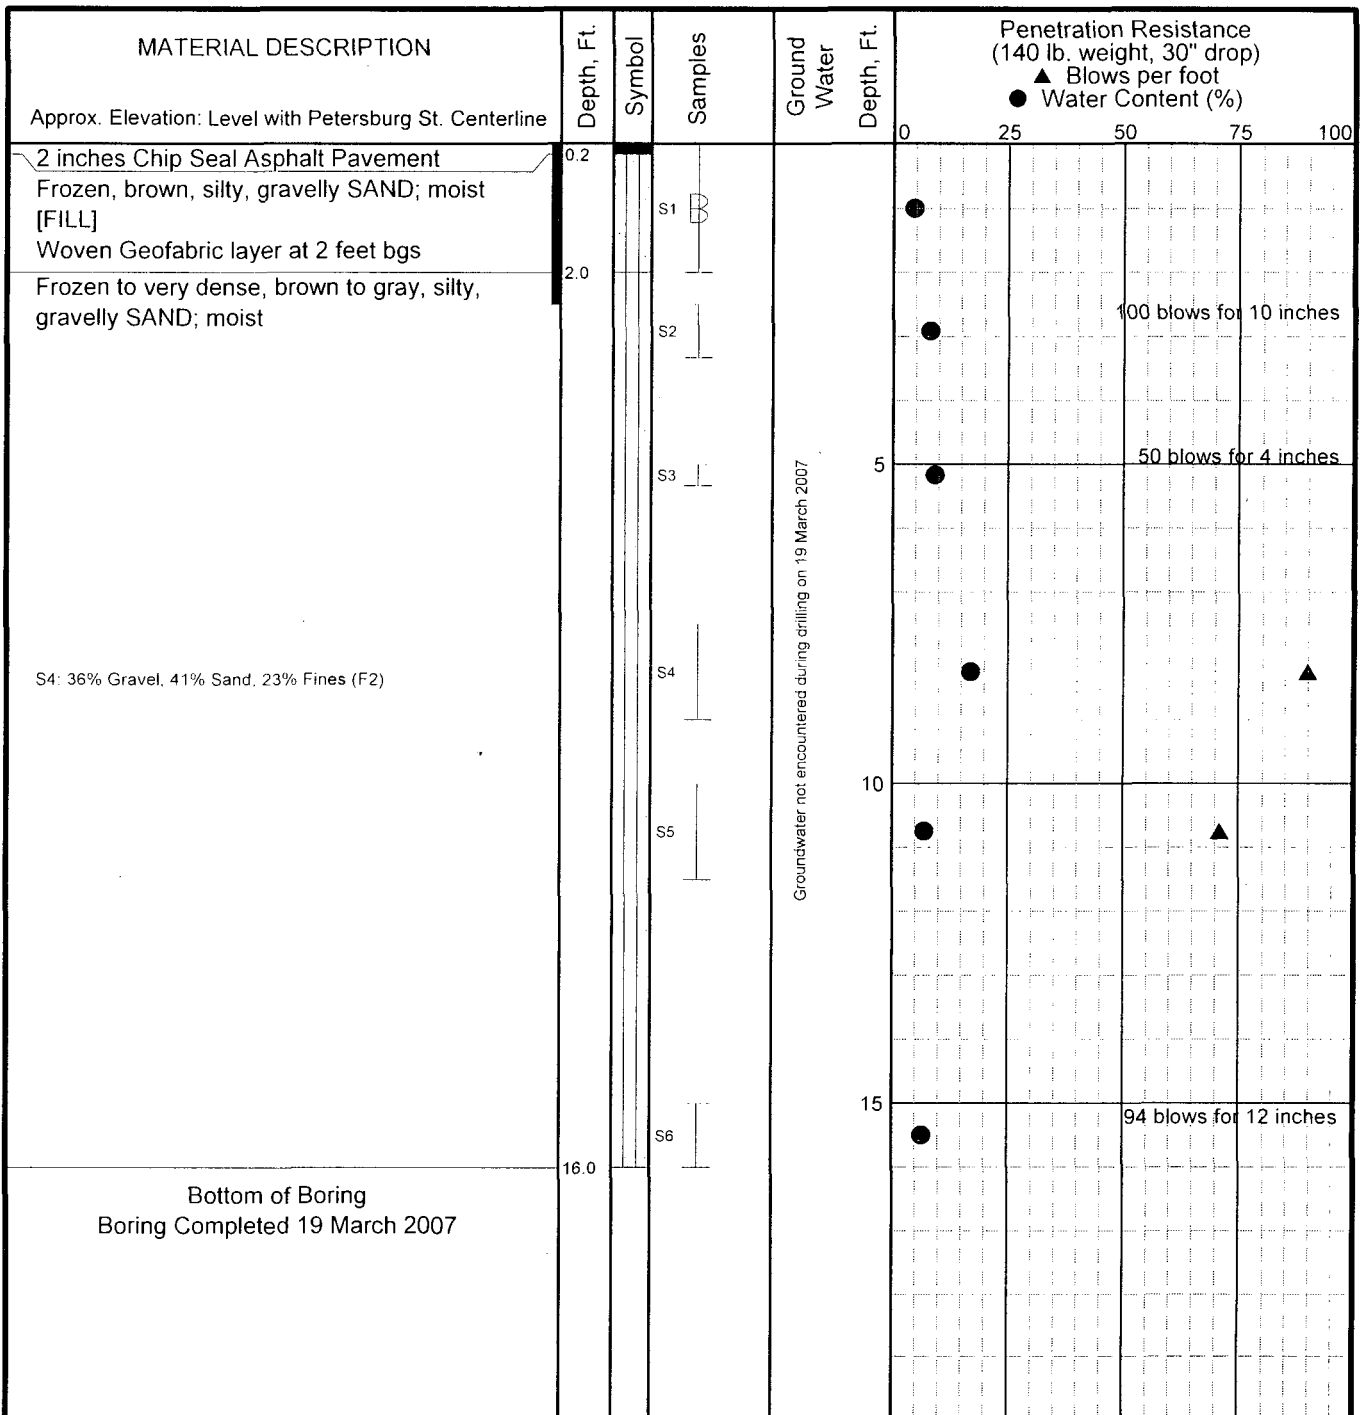 MATERIAL DESCRIPTION
Approx. Elevation: Level with Petersburg St. Centerline
Depth, Ft.
Symbol
Samples
Ground
Water
Depth, Ft.
Penetration Resistance
(140 lb. weight, 30" drop)
▲ Blows per foot
● Water Content (%)
0 25 50 75 100
2 inches Chip Seal Asphalt Pavement
0.2
Frozen, brown, silty, gravelly SAND; moist
[FILL]
S1
B
Woven Geofabric layer at 2 feet bgs
2.0
Frozen to very dense, brown to gray, silty,
gravelly SAND; moist
S2
100 blows for 10 inches
S3
5
50 blows for 4 inches
Groundwater not encountered during drilling on 19 March 2007
S4: 36% Gravel, 41% Sand, 23% Fines (F2)
S4
10
S5
15
94 blows for 12 inches
S6
16.0
Bottom of Boring
Boring Completed 19 March 2007